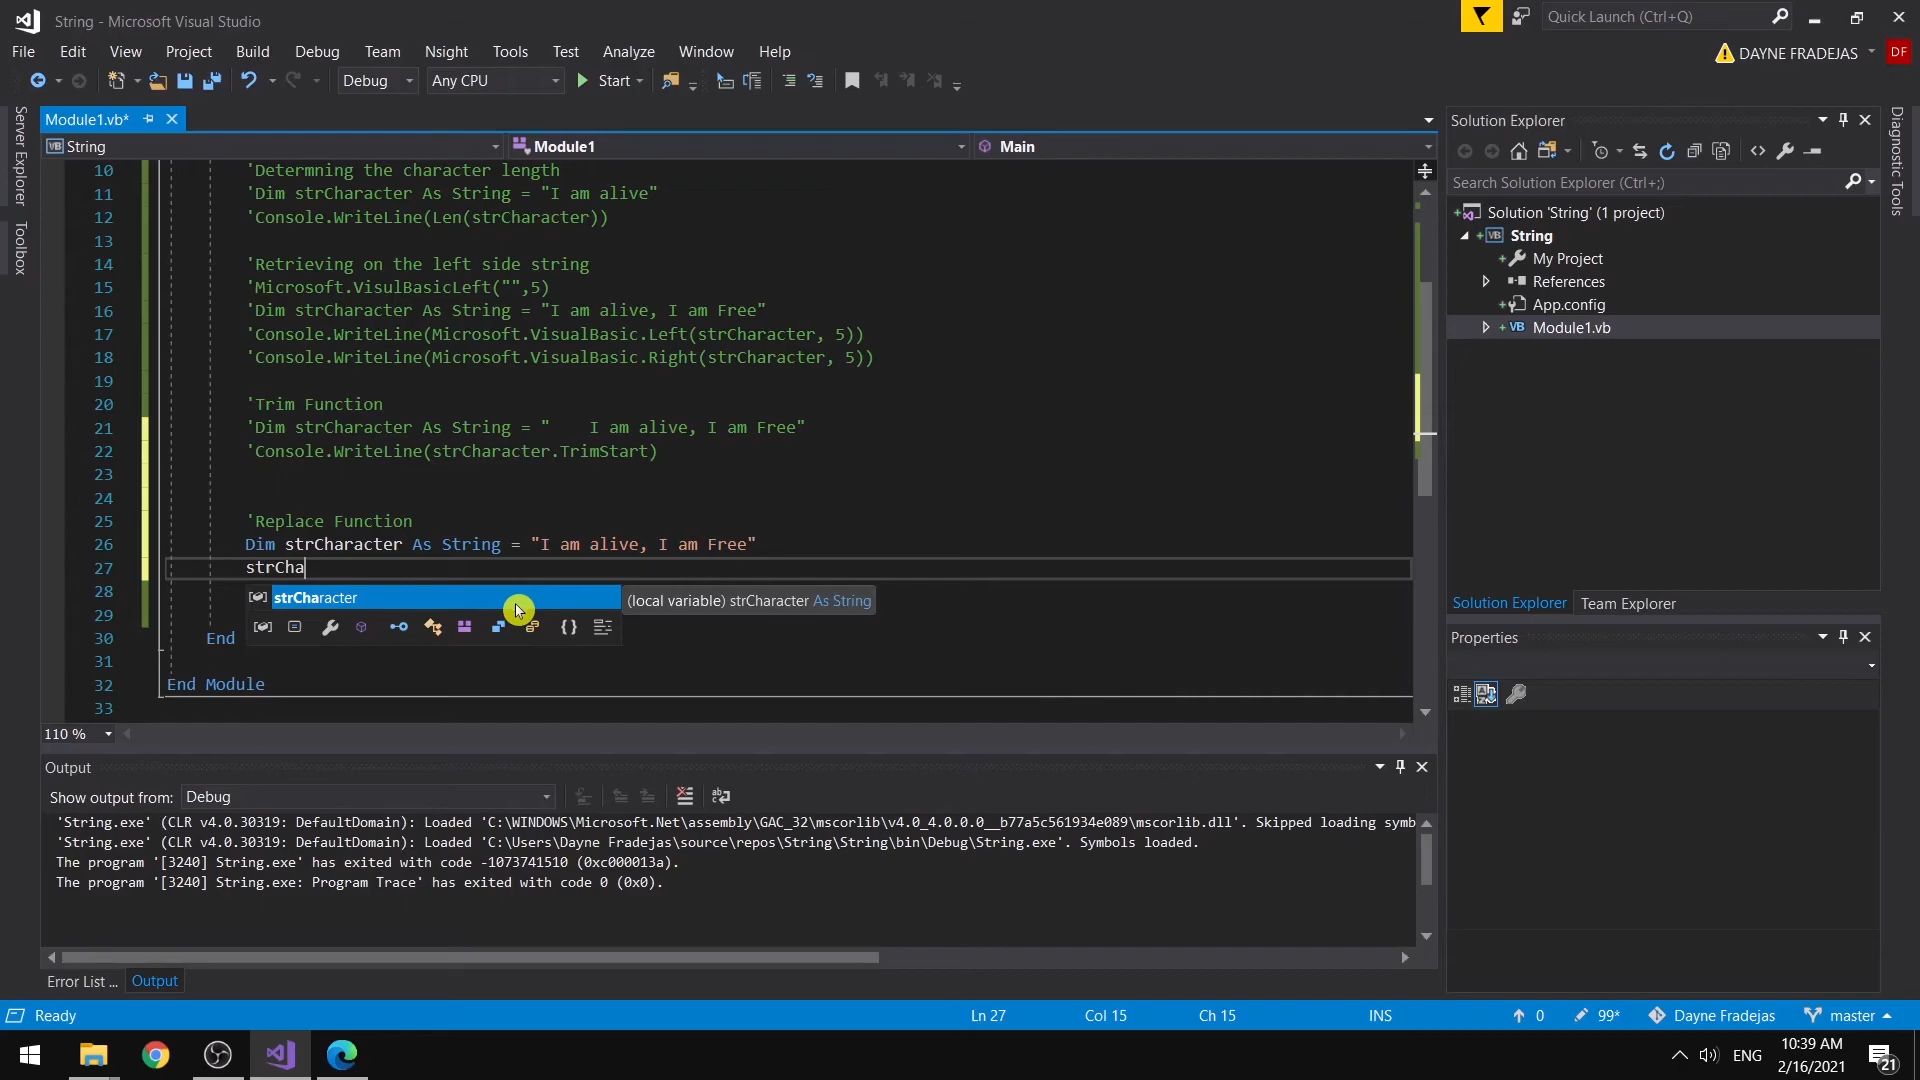 String - Microsoft Visual Studio
Quick Launch (Ctrl+Q)
File Edit View Project Build Debug Team Nsight Tools Test Analyze Window Help
DAYNE FRADEJAS DF
Debug Any CPU Start
Server Explorer
Toolbox
Module1.vb*
VB String Module1 Main
10 'Determning the character length
11 'Dim strCharacter As String = "I am alive"
12 'Console.WriteLine(Len(strCharacter))
13
14 'Retrieving on the left side string
15 'Microsoft.VisulBasicLeft("",5)
16 'Dim strCharacter As String = "I am alive, I am Free"
17 'Console.WriteLine(Microsoft.VisualBasic.Left(strCharacter, 5))
18 'Console.WriteLine(Microsoft.VisualBasic.Right(strCharacter, 5))
19
20 'Trim Function
21 'Dim strCharacter As String = "    I am alive, I am Free"
22 'Console.WriteLine(strCharacter.TrimStart)
23
24
25 'Replace Function
26 Dim strCharacter As String = "I am alive, I am Free"
27 strCha
28 strCharacter (local variable) strCharacter As String
29
30 End
31
32 End Module
33
110 %
Solution Explorer
Search Solution Explorer (Ctrl+;)
Solution 'String' (1 project)
VB String
My Project
References
App.config
VB Module1.vb
Solution Explorer Team Explorer
Properties
Diagnostic Tools
Output
Show output from: Debug
'String.exe' (CLR v4.0.30319: DefaultDomain): Loaded 'C:\WINDOWS\Microsoft.Net\assembly\GAC_32\mscorlib\v4.0_4.0.0.0__b77a5c561934e089\mscorlib.dll'. Skipped loading symb
'String.exe' (CLR v4.0.30319: DefaultDomain): Loaded 'C:\Users\Dayne Fradejas\source\repos\String\String\bin\Debug\String.exe'. Symbols loaded.
The program '[3240] String.exe' has exited with code -1073741510 (0xc000013a).
The program '[3240] String.exe: Program Trace' has exited with code 0 (0x0).
Error List ... Output
Ready Ln 27 Col 15 Ch 15 INS 0 99* Dayne Fradejas master
ENG 10:39 AM
2/16/2021 21